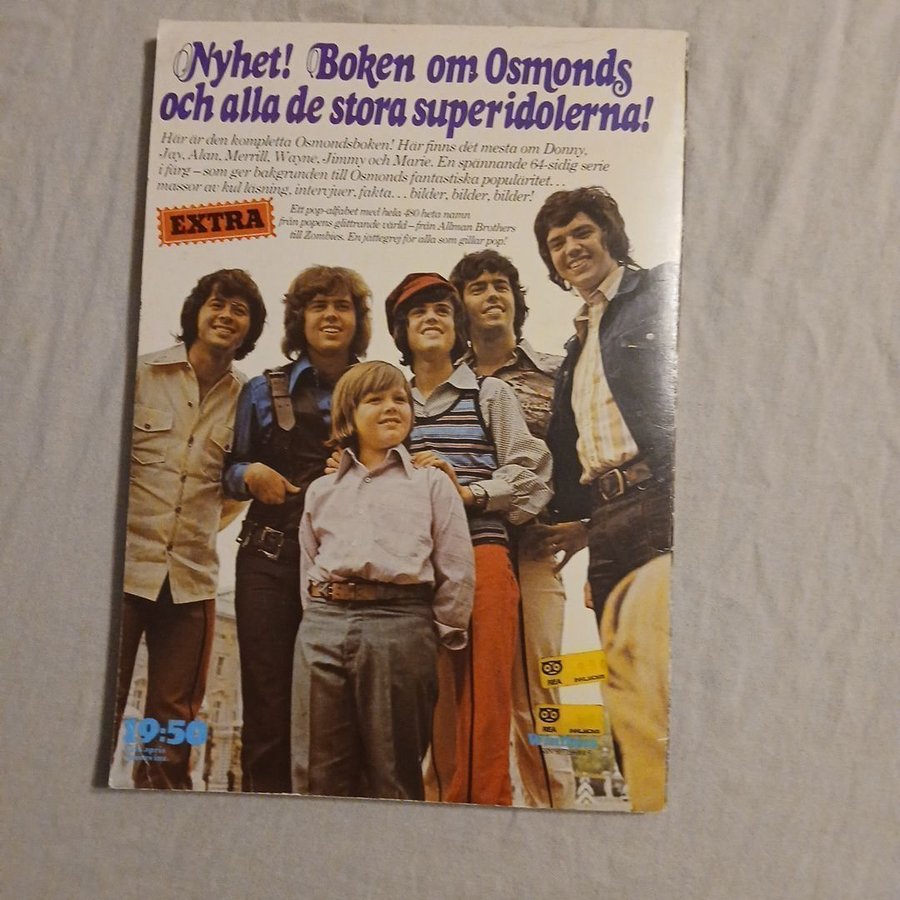 Nyhet! Boken om Osmonds
och alla de stora superidolerna!
Här är den kompletta Osmondsboken! Här finns det mesta om Donny,
Jay, Alan, Merrill, Wayne, Jimmy och Marie. En spännande 64-sidig serie
i färg – som ger bakgrunden till Osmonds fantastiska popularitet...
massor av kul läsning, intervjuer, fakta... bilder, bilder, bilder!
EXTRA
Ett pop-alfabet med hela 480 heta namn
från popens glittrande värld – från Allman Brothers
till Zombies. En jättegrej för alla som gillar pop!
REA
REA
19:50